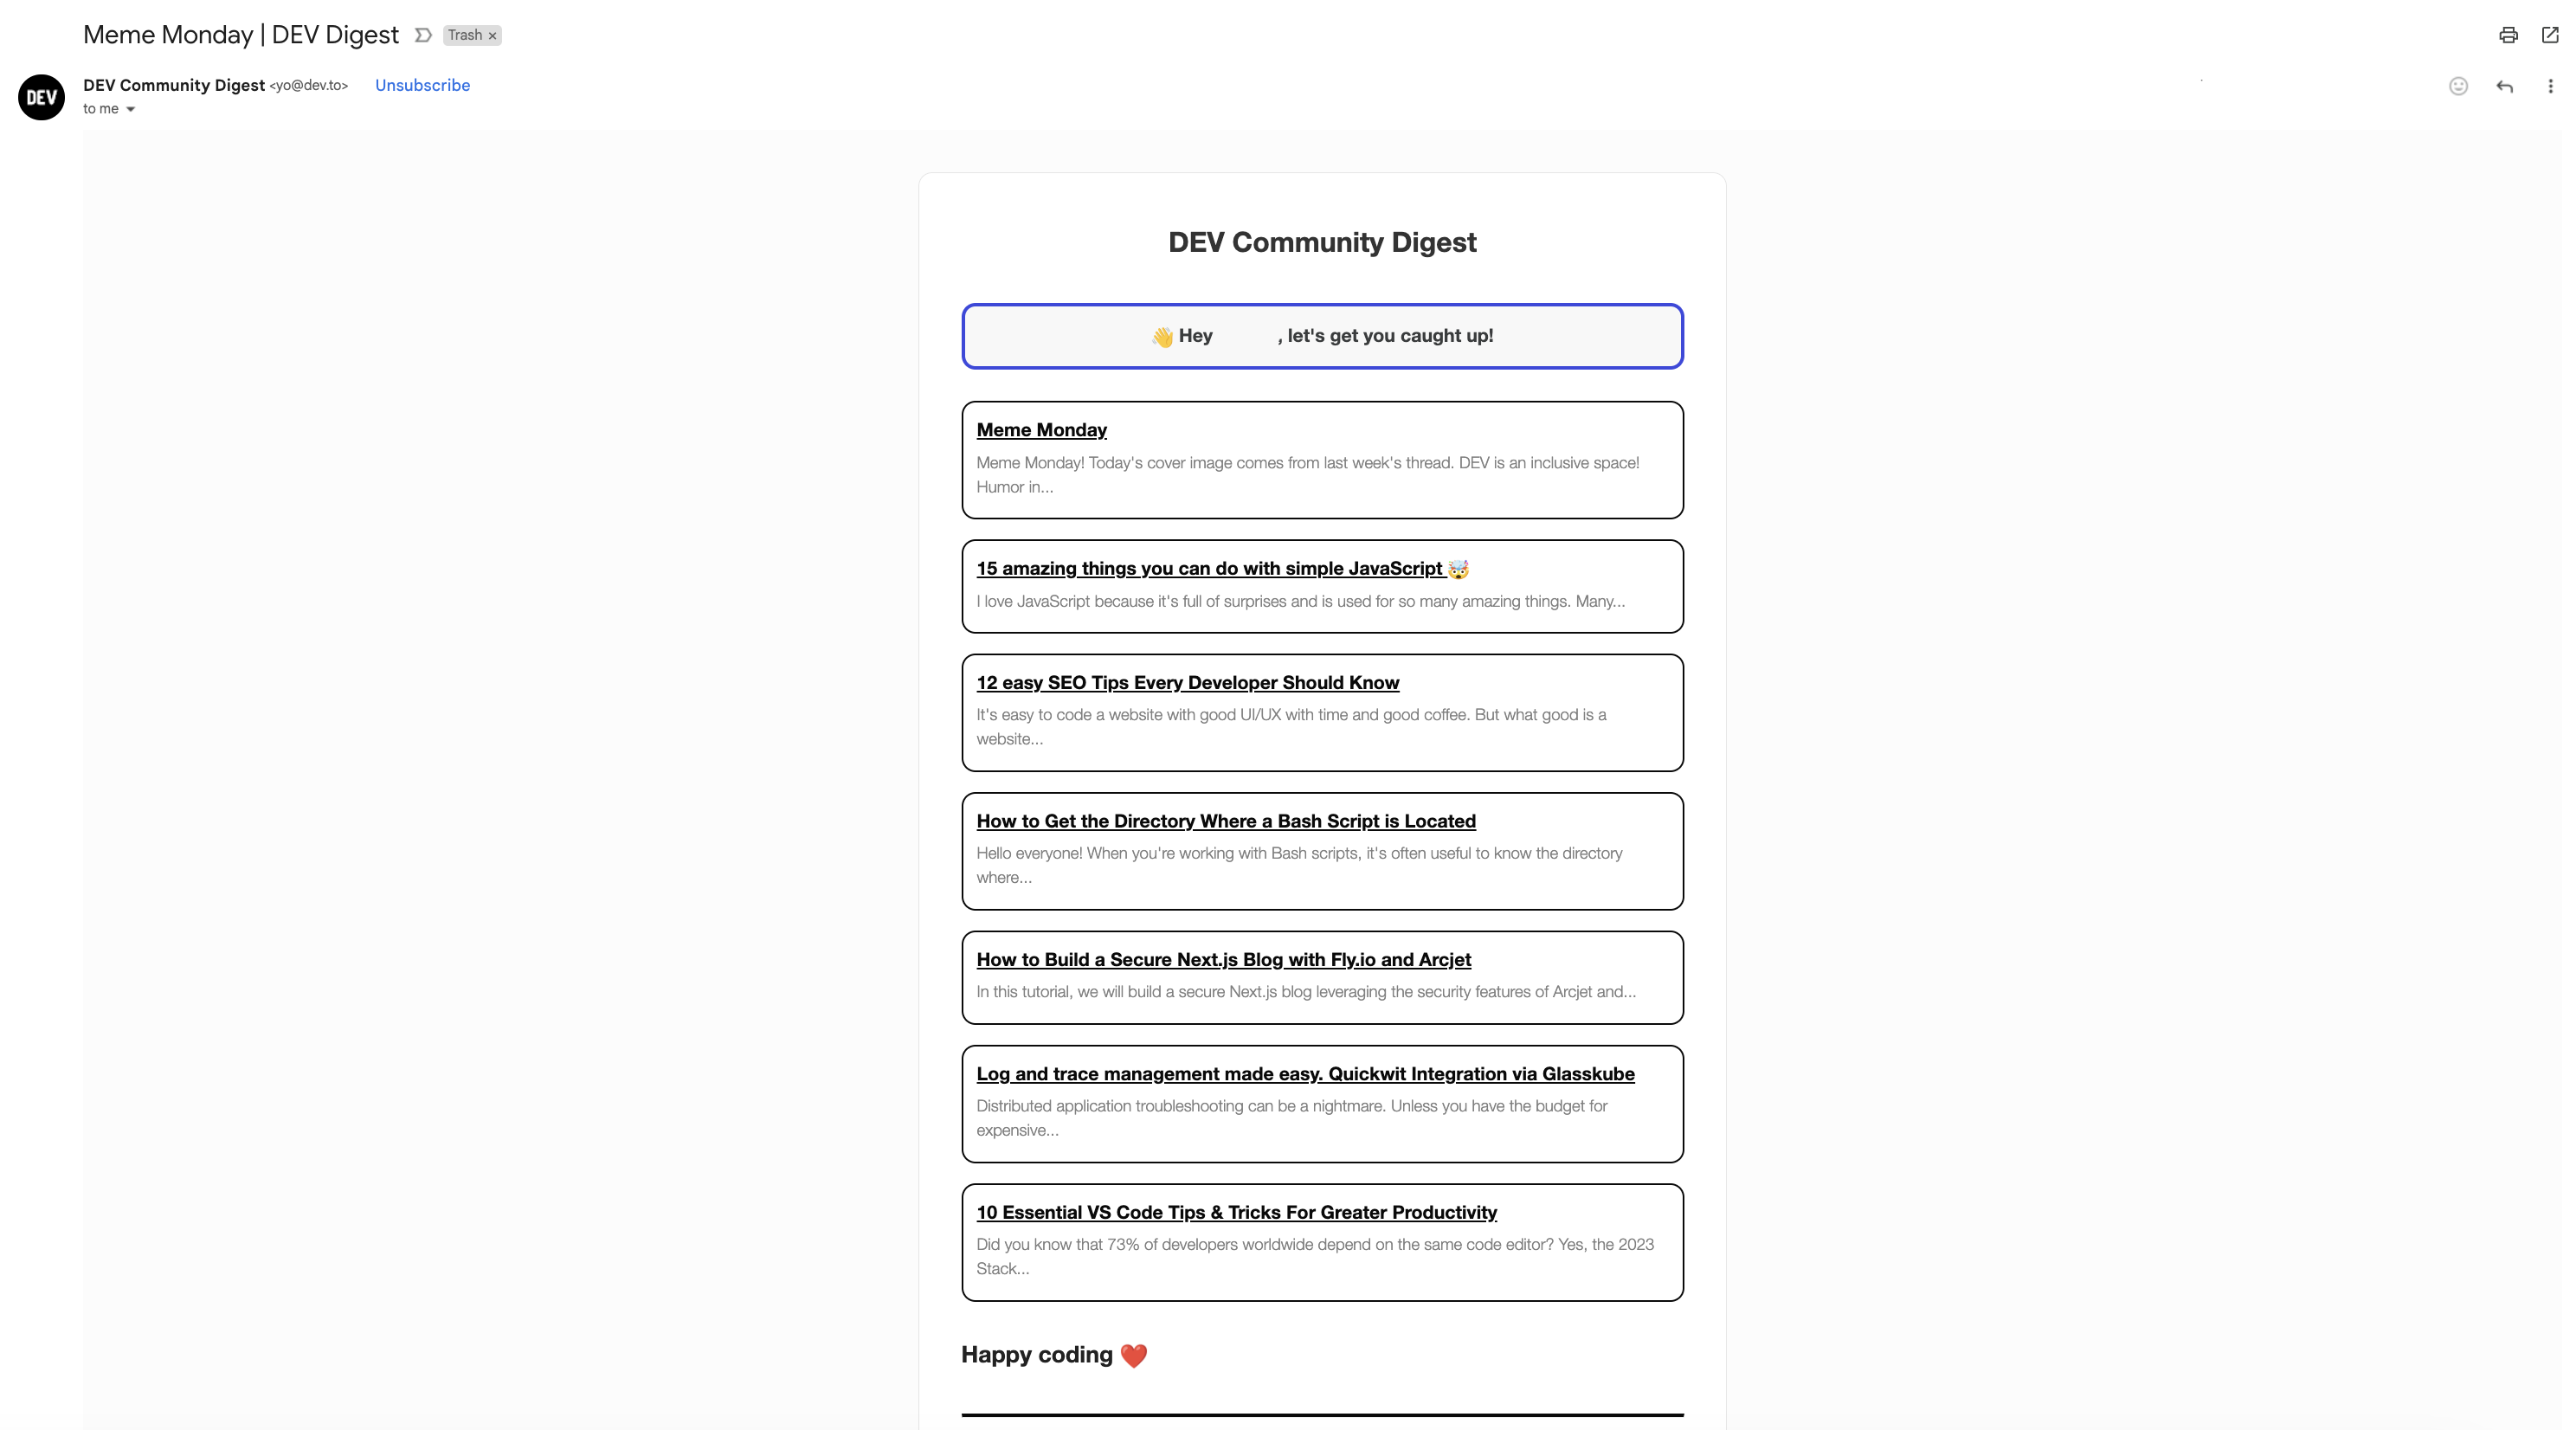 Meme Monday | DEV Digest
Trash ×
DEV
DEV Community Digest <yo@dev.to> Unsubscribe
to me
DEV Community Digest
👋 Hey , let's get you caught up!
Meme Monday
Meme Monday! Today's cover image comes from last week's thread. DEV is an inclusive space!
Humor in...
15 amazing things you can do with simple JavaScript 🤯
I love JavaScript because it's full of surprises and is used for so many amazing things. Many...
12 easy SEO Tips Every Developer Should Know
It's easy to code a website with good UI/UX with time and good coffee. But what good is a
website...
How to Get the Directory Where a Bash Script is Located
Hello everyone! When you're working with Bash scripts, it's often useful to know the directory
where...
How to Build a Secure Next.js Blog with Fly.io and Arcjet
In this tutorial, we will build a secure Next.js blog leveraging the security features of Arcjet and...
Log and trace management made easy. Quickwit Integration via Glasskube
Distributed application troubleshooting can be a nightmare. Unless you have the budget for
expensive...
10 Essential VS Code Tips & Tricks For Greater Productivity
Did you know that 73% of developers worldwide depend on the same code editor? Yes, the 2023
Stack...
Happy coding ❤️